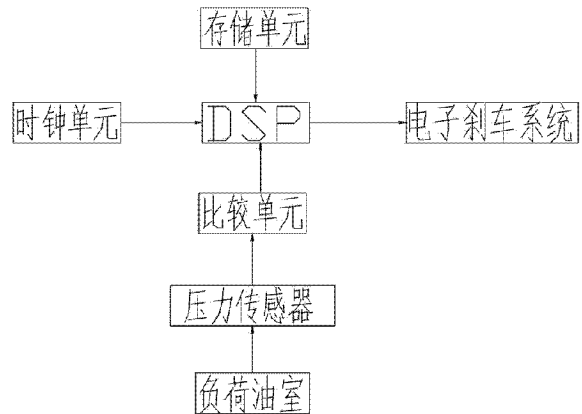 存储单元
时钟单元
DSP
电子刹车系统
比较单元
压力传感器
负荷油室